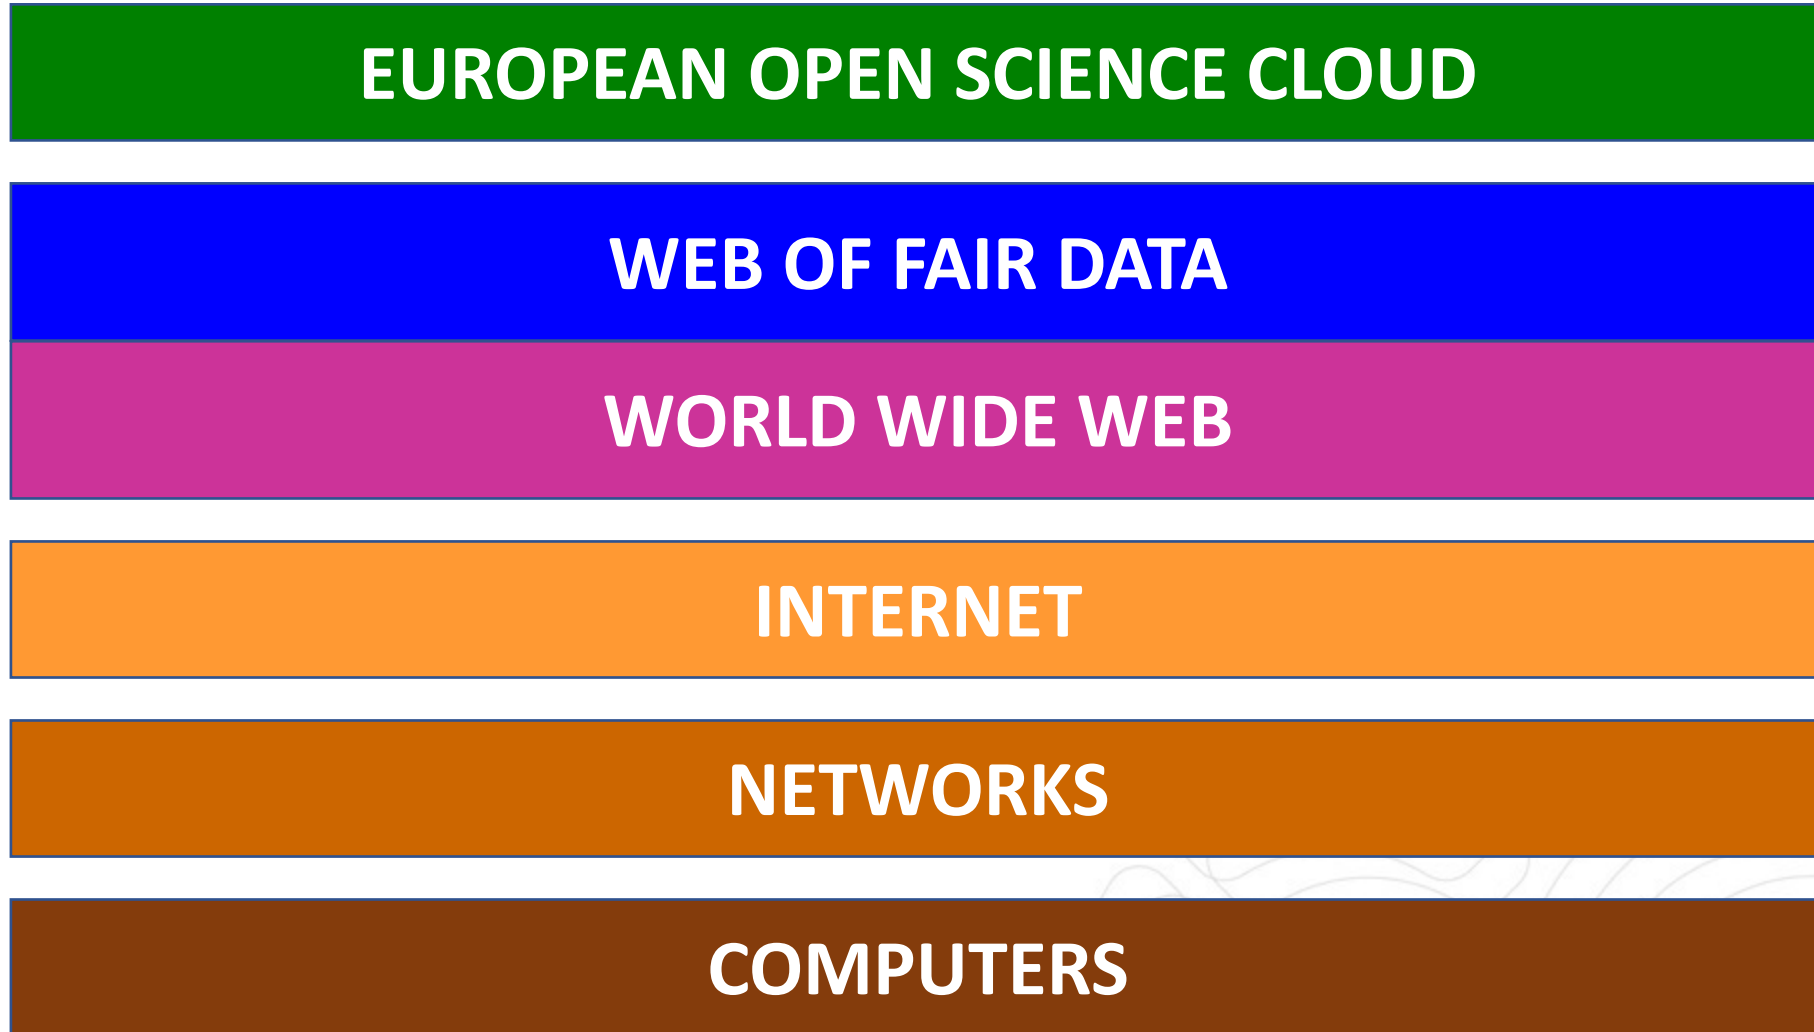 EUROPEAN OPEN SCIENCE CLOUD
WEB OF FAIR DATA
WORLD WIDE WEB
INTERNET
NETWORKS
COMPUTERS